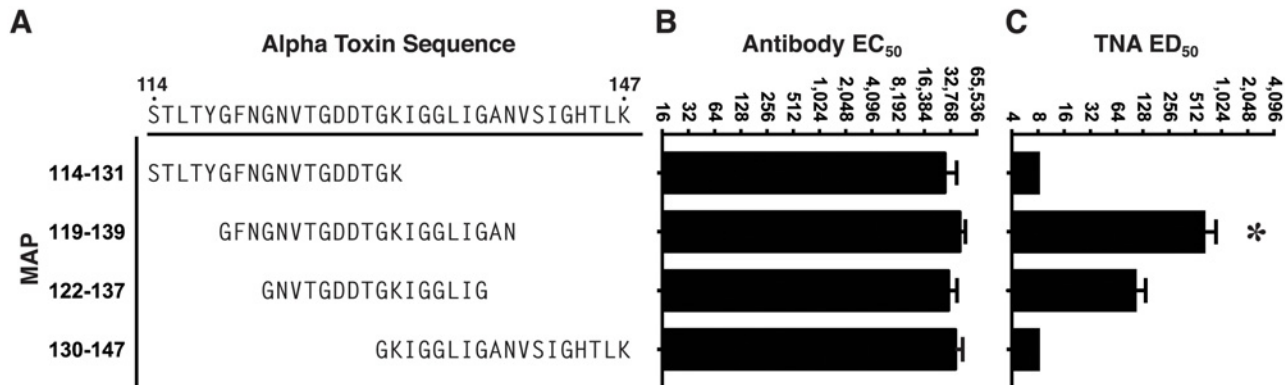 A
Alpha Toxin Sequence
114 147
STLTYGFNGNVTGDDTGKIGGLIGANVSIGHTLK
MAP
114-131 STLTYGFNGNVTGDDTGK
119-139 GFNGNVTGDDTGKIGGLIGAN
122-137 GNVTGDDTGKIGGLIG
130-147 GKIGGLIGANVSIGHTLK
B
Antibody EC50
16 32 64 128 256 512 1,024 2,048 4,096 8,192 16,384 32,768 65,536
C
TNA ED50
4 8 16 32 64 128 256 512 1,024 2,048 4,096
*